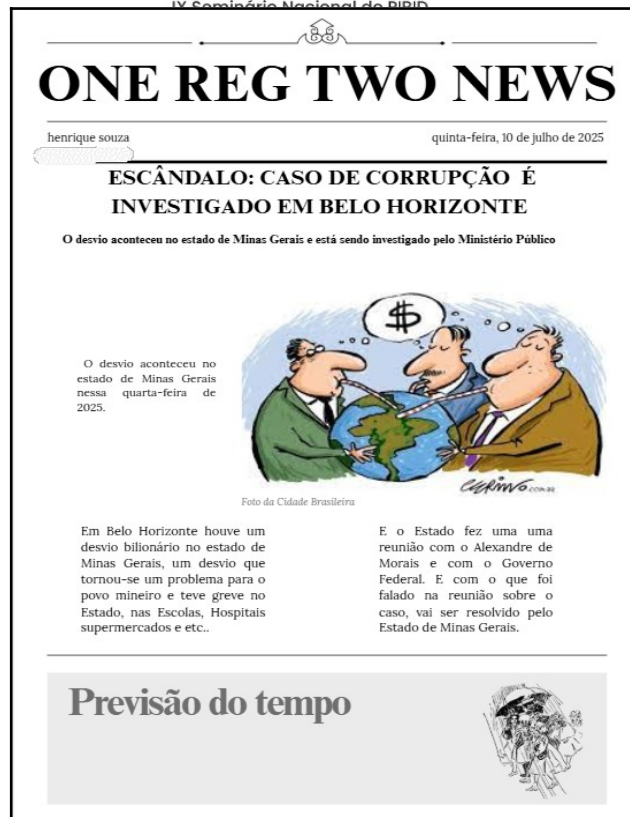 IX Seminário Nacional do PIBID
ONE REG TWO NEWS
henrique souza
quinta-feira, 10 de julho de 2025
ESCÂNDALO: CASO DE CORRUPÇÃO É
INVESTIGADO EM BELO HORIZONTE
O desvio aconteceu no estado de Minas Gerais e está sendo investigado pelo Ministério Público
$
O desvio aconteceu no
estado de Minas Gerais
nessa quarta-feira de
2025.
Foto da Cidade Brasileira
Em Belo Horizonte houve um
desvio bilionário no estado de
Minas Gerais, um desvio que
tornou-se um problema para o
povo mineiro e teve greve no
Estado, nas Escolas, Hospitais
supermercados e etc..
E o Estado fez uma uma
reunião com o Alexandre de
Morais e com o Governo
Federal. E com o que foi
falado na reunião sobre o
caso, vai ser resolvido pelo
Estado de Minas Gerais.
Previsão do tempo